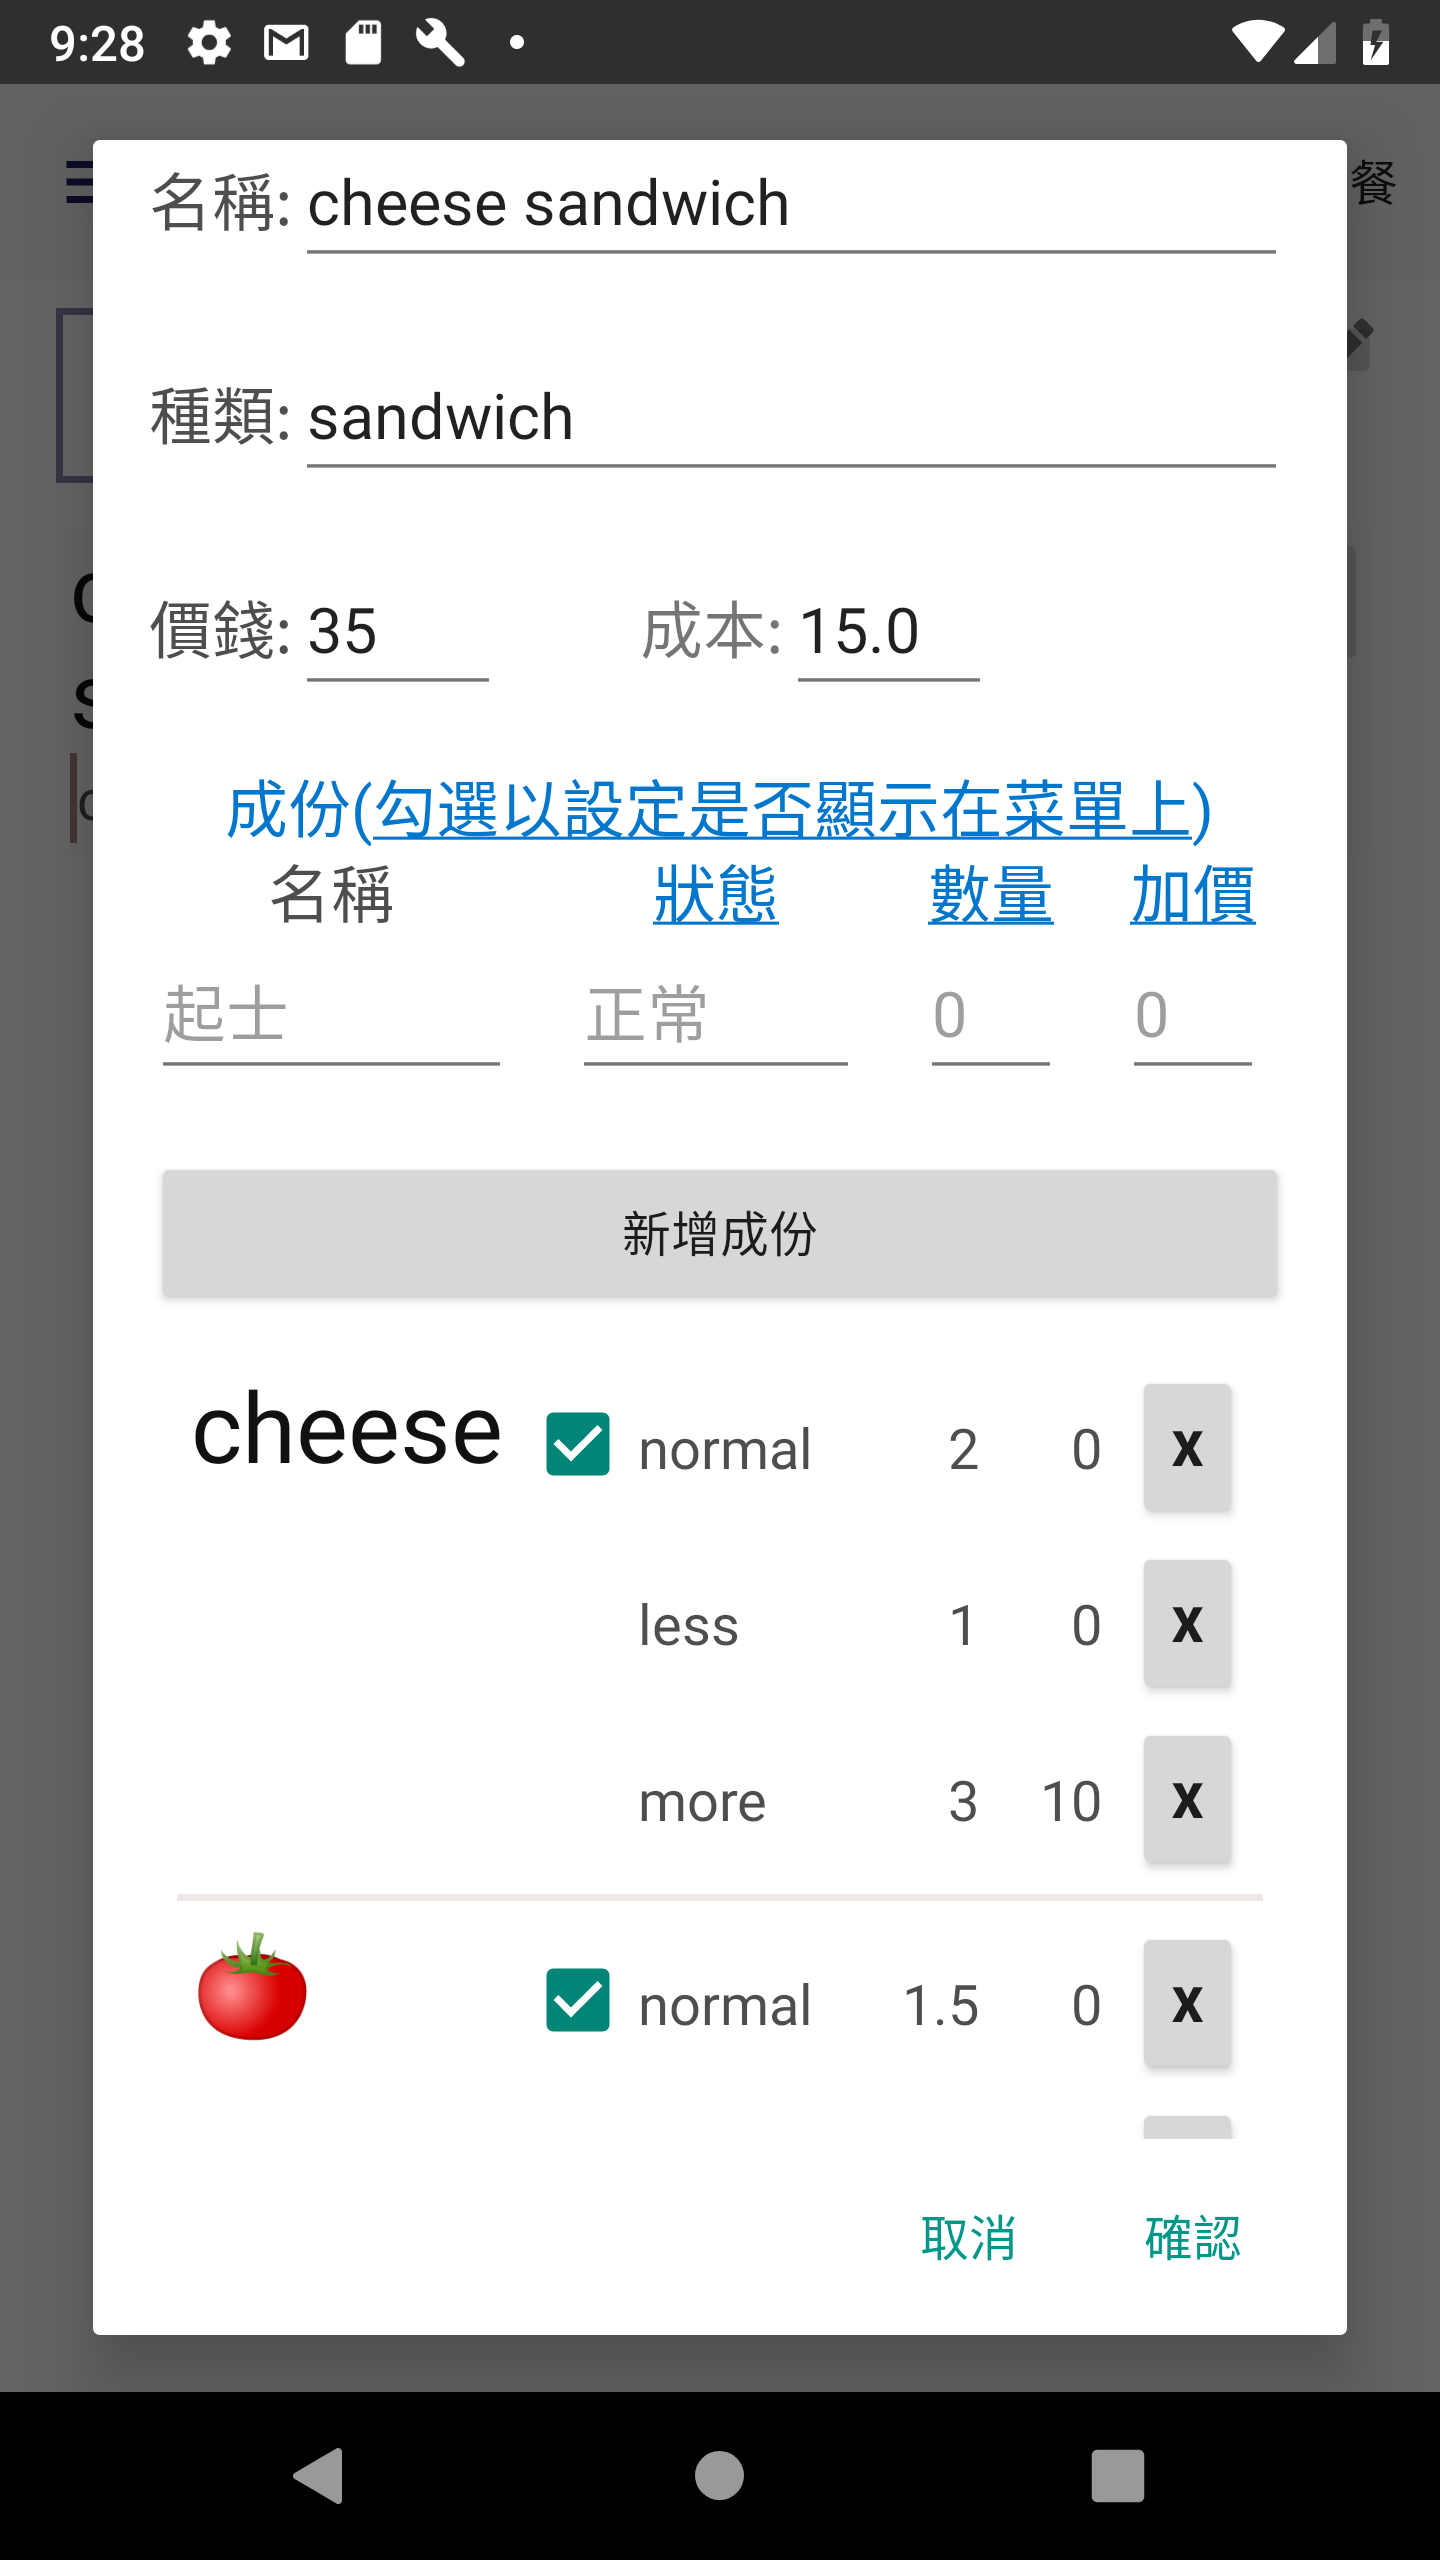 9:28
餐
名稱: cheese sandwich
種類: sandwich
價錢: 35 成本: 15.0
成份(勾選以設定是否顯示在菜單上)
名稱 狀態 數量 加價
起士 正常 0 0
新增成份
cheese normal 2 0 x
less 1 0 x
more 3 10 x
normal 1.5 0 x
取消 確認